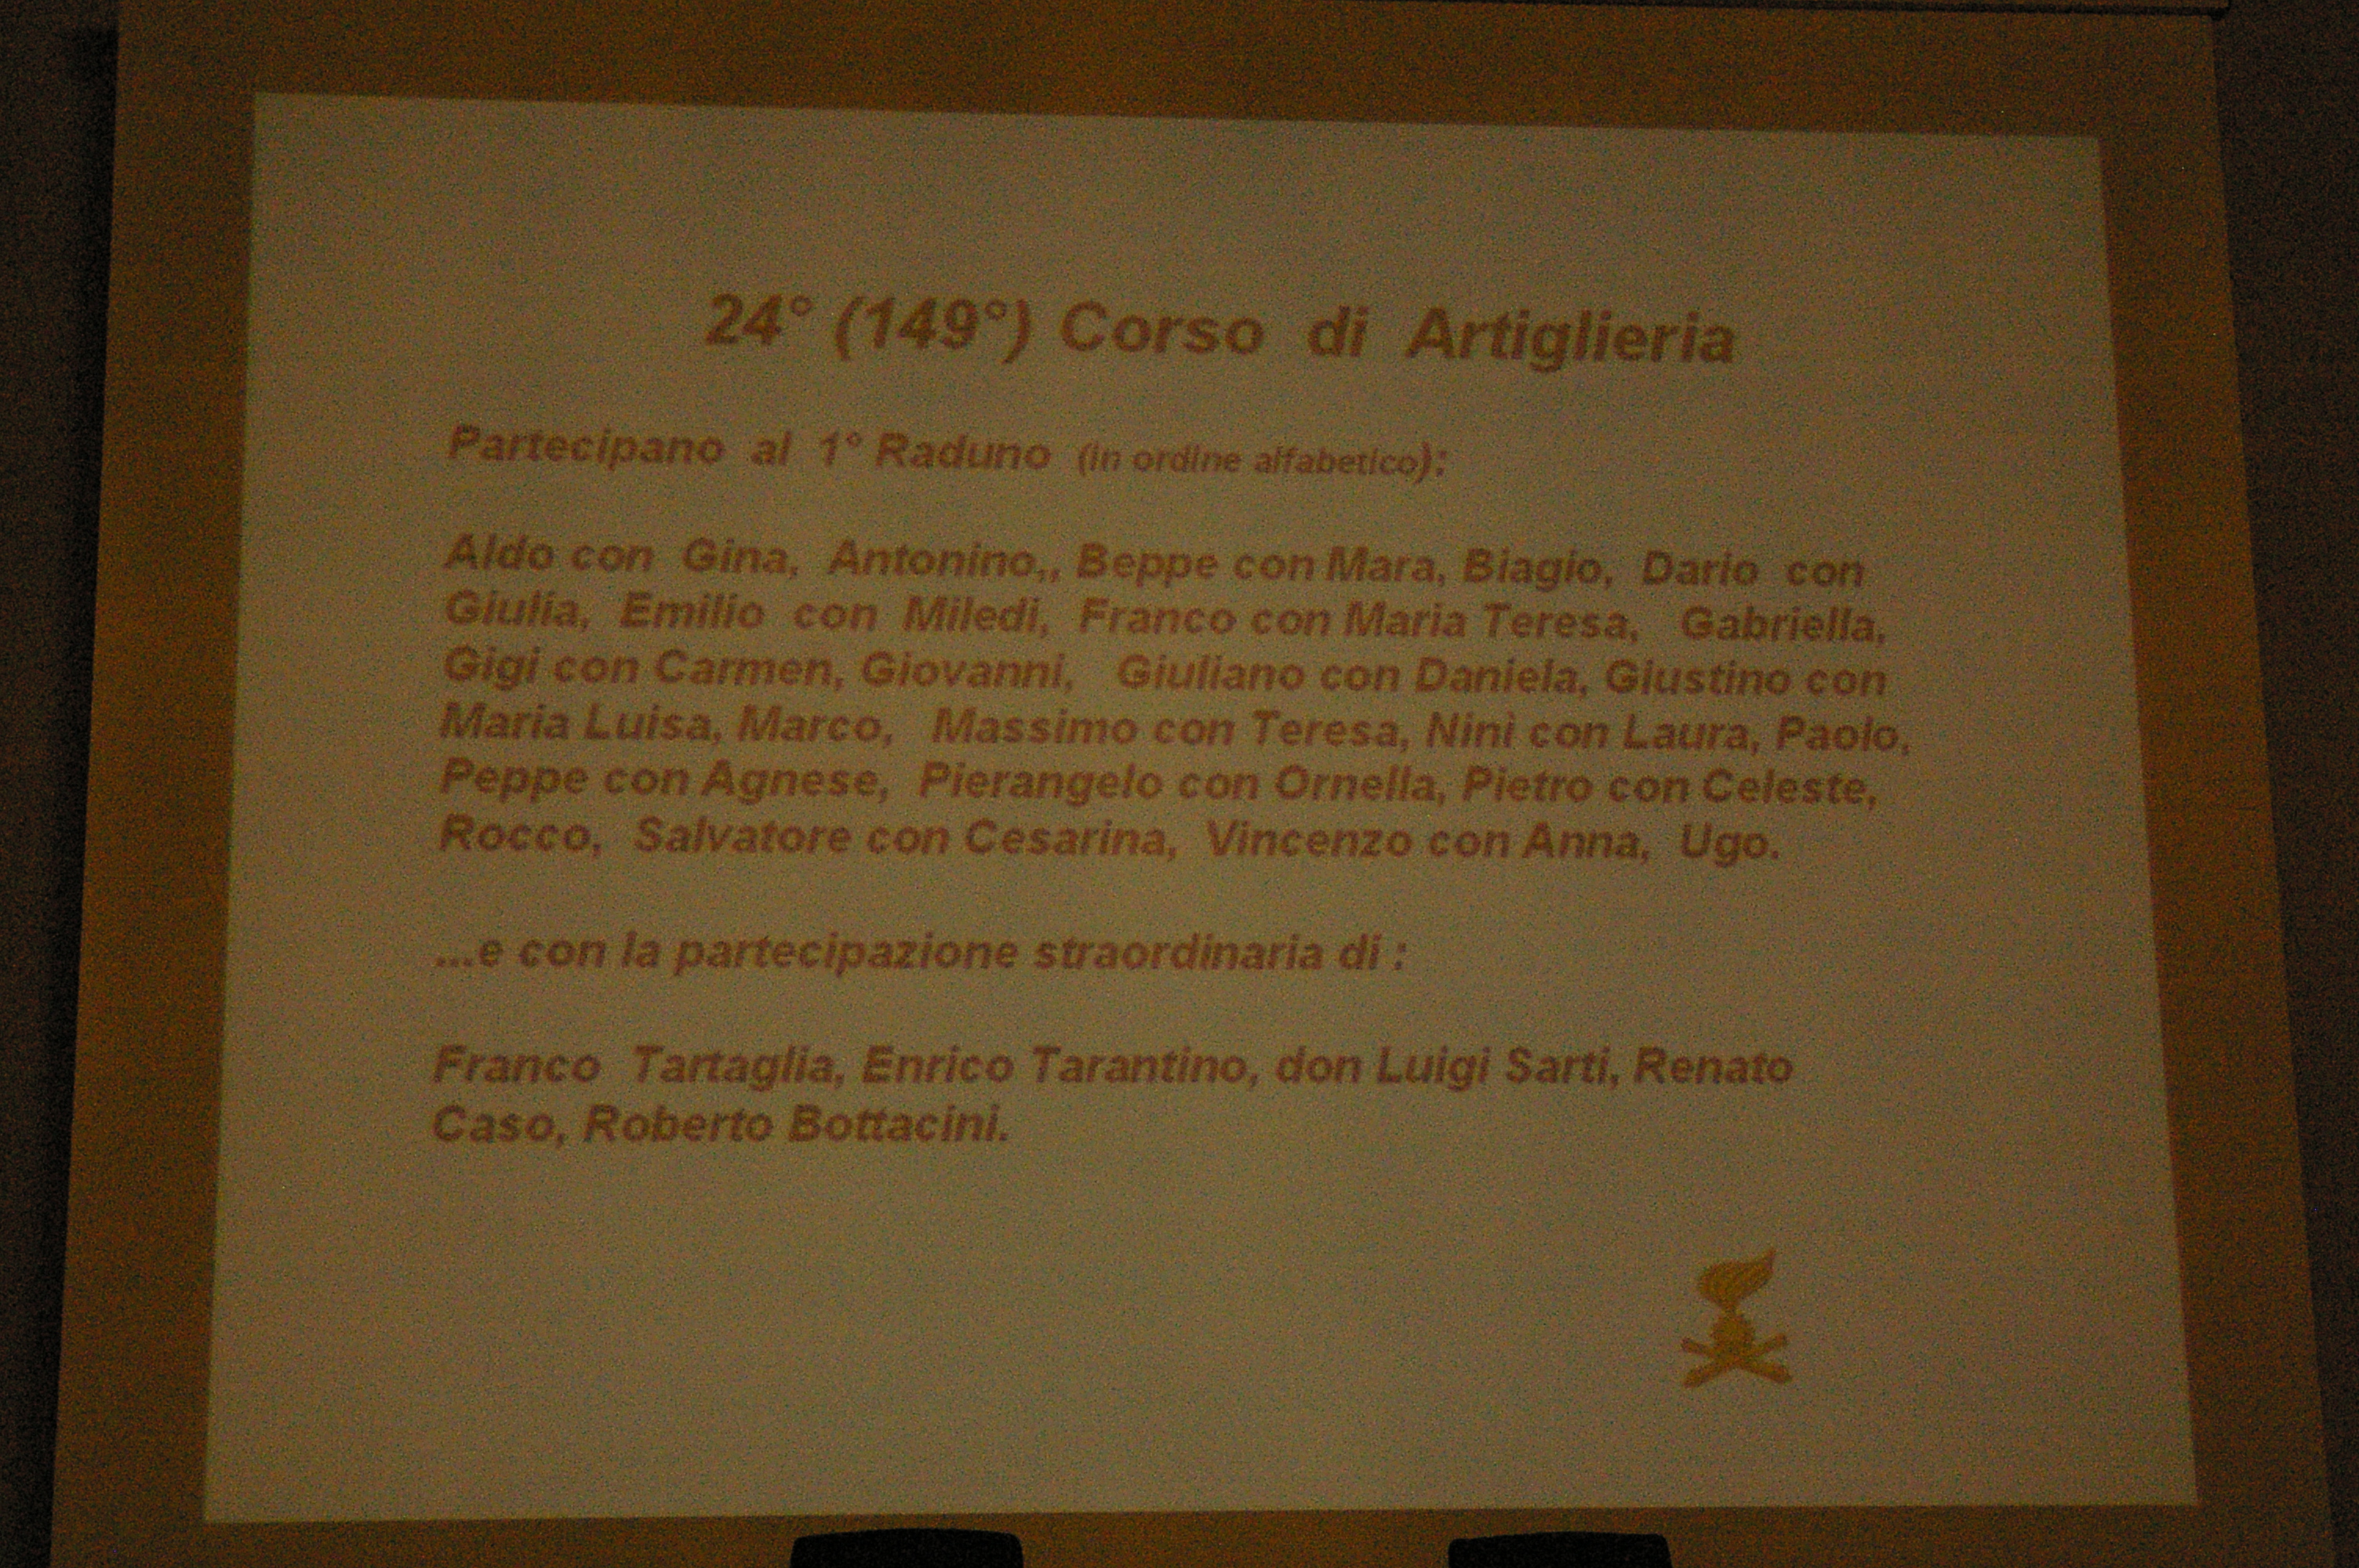 24° (149°) Corso di Artiglieria
Partecipano al 1° Raduno (in ordine alfabetico):
Aldo con Gina, Antonino,, Beppe con Mara, Biagio, Dario con
Giulia, Emilio con Miledi, Franco con Maria Teresa, Gabriella,
Gigi con Carmen, Giovanni, Giuliano con Daniela, Giustino con
Maria Luisa, Marco, Massimo con Teresa, Ninì con Laura, Paolo,
Peppe con Agnese, Pierangelo con Ornella, Pietro con Celeste,
Rocco, Salvatore con Cesarina, Vincenzo con Anna, Ugo.
...e con la partecipazione straordinaria di :
Franco Tartaglia, Enrico Tarantino, don Luigi Sarti, Renato
Caso, Roberto Bottacini.